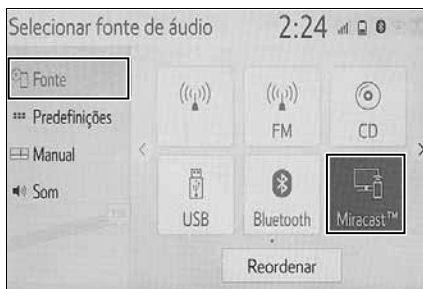 Selecionar fonte de áudio 2:24
Fonte
Predefinições
Manual
Som
FM
CD
USB
Bluetooth
Miracast™
Reordenar